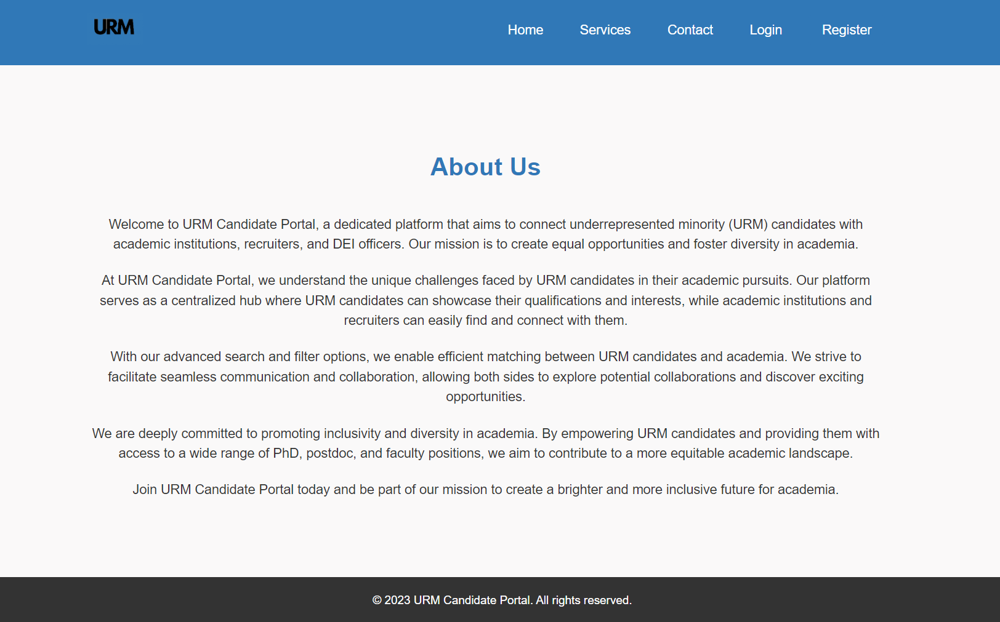 URM
Home Services Contact Login Register
About Us
Welcome to URM Candidate Portal, a dedicated platform that aims to connect underrepresented minority (URM) candidates with
academic institutions, recruiters, and DEI officers. Our mission is to create equal opportunities and foster diversity in academia.
At URM Candidate Portal, we understand the unique challenges faced by URM candidates in their academic pursuits. Our platform
serves as a centralized hub where URM candidates can showcase their qualifications and interests, while academic institutions and
recruiters can easily find and connect with them.
With our advanced search and filter options, we enable efficient matching between URM candidates and academia. We strive to
facilitate seamless communication and collaboration, allowing both sides to explore potential collaborations and discover exciting
opportunities.
We are deeply committed to promoting inclusivity and diversity in academia. By empowering URM candidates and providing them with
access to a wide range of PhD, postdoc, and faculty positions, we aim to contribute to a more equitable academic landscape.
Join URM Candidate Portal today and be part of our mission to create a brighter and more inclusive future for academia.
© 2023 URM Candidate Portal. All rights reserved.